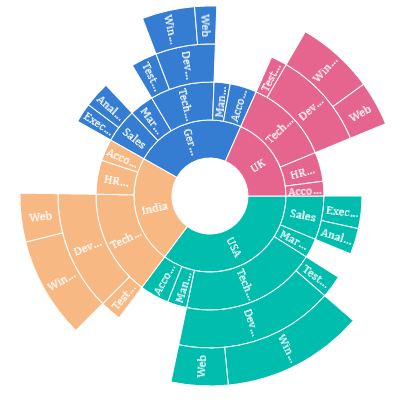 USA
Sales
Exec...
Anal...
Mar...
Tech...
Test...
Dev...
Win...
Web
Man...
Acco...
India
Tech...
Test...
Dev...
Win...
Web
HR...
Acco...
Ger...
Sales
Exec...
Anal...
Mar...
Tech...
Test...
Dev...
Win...
Web
Man...
Acco...
UK
Tech...
Test...
Dev...
Win...
Web
HR...
Acco...